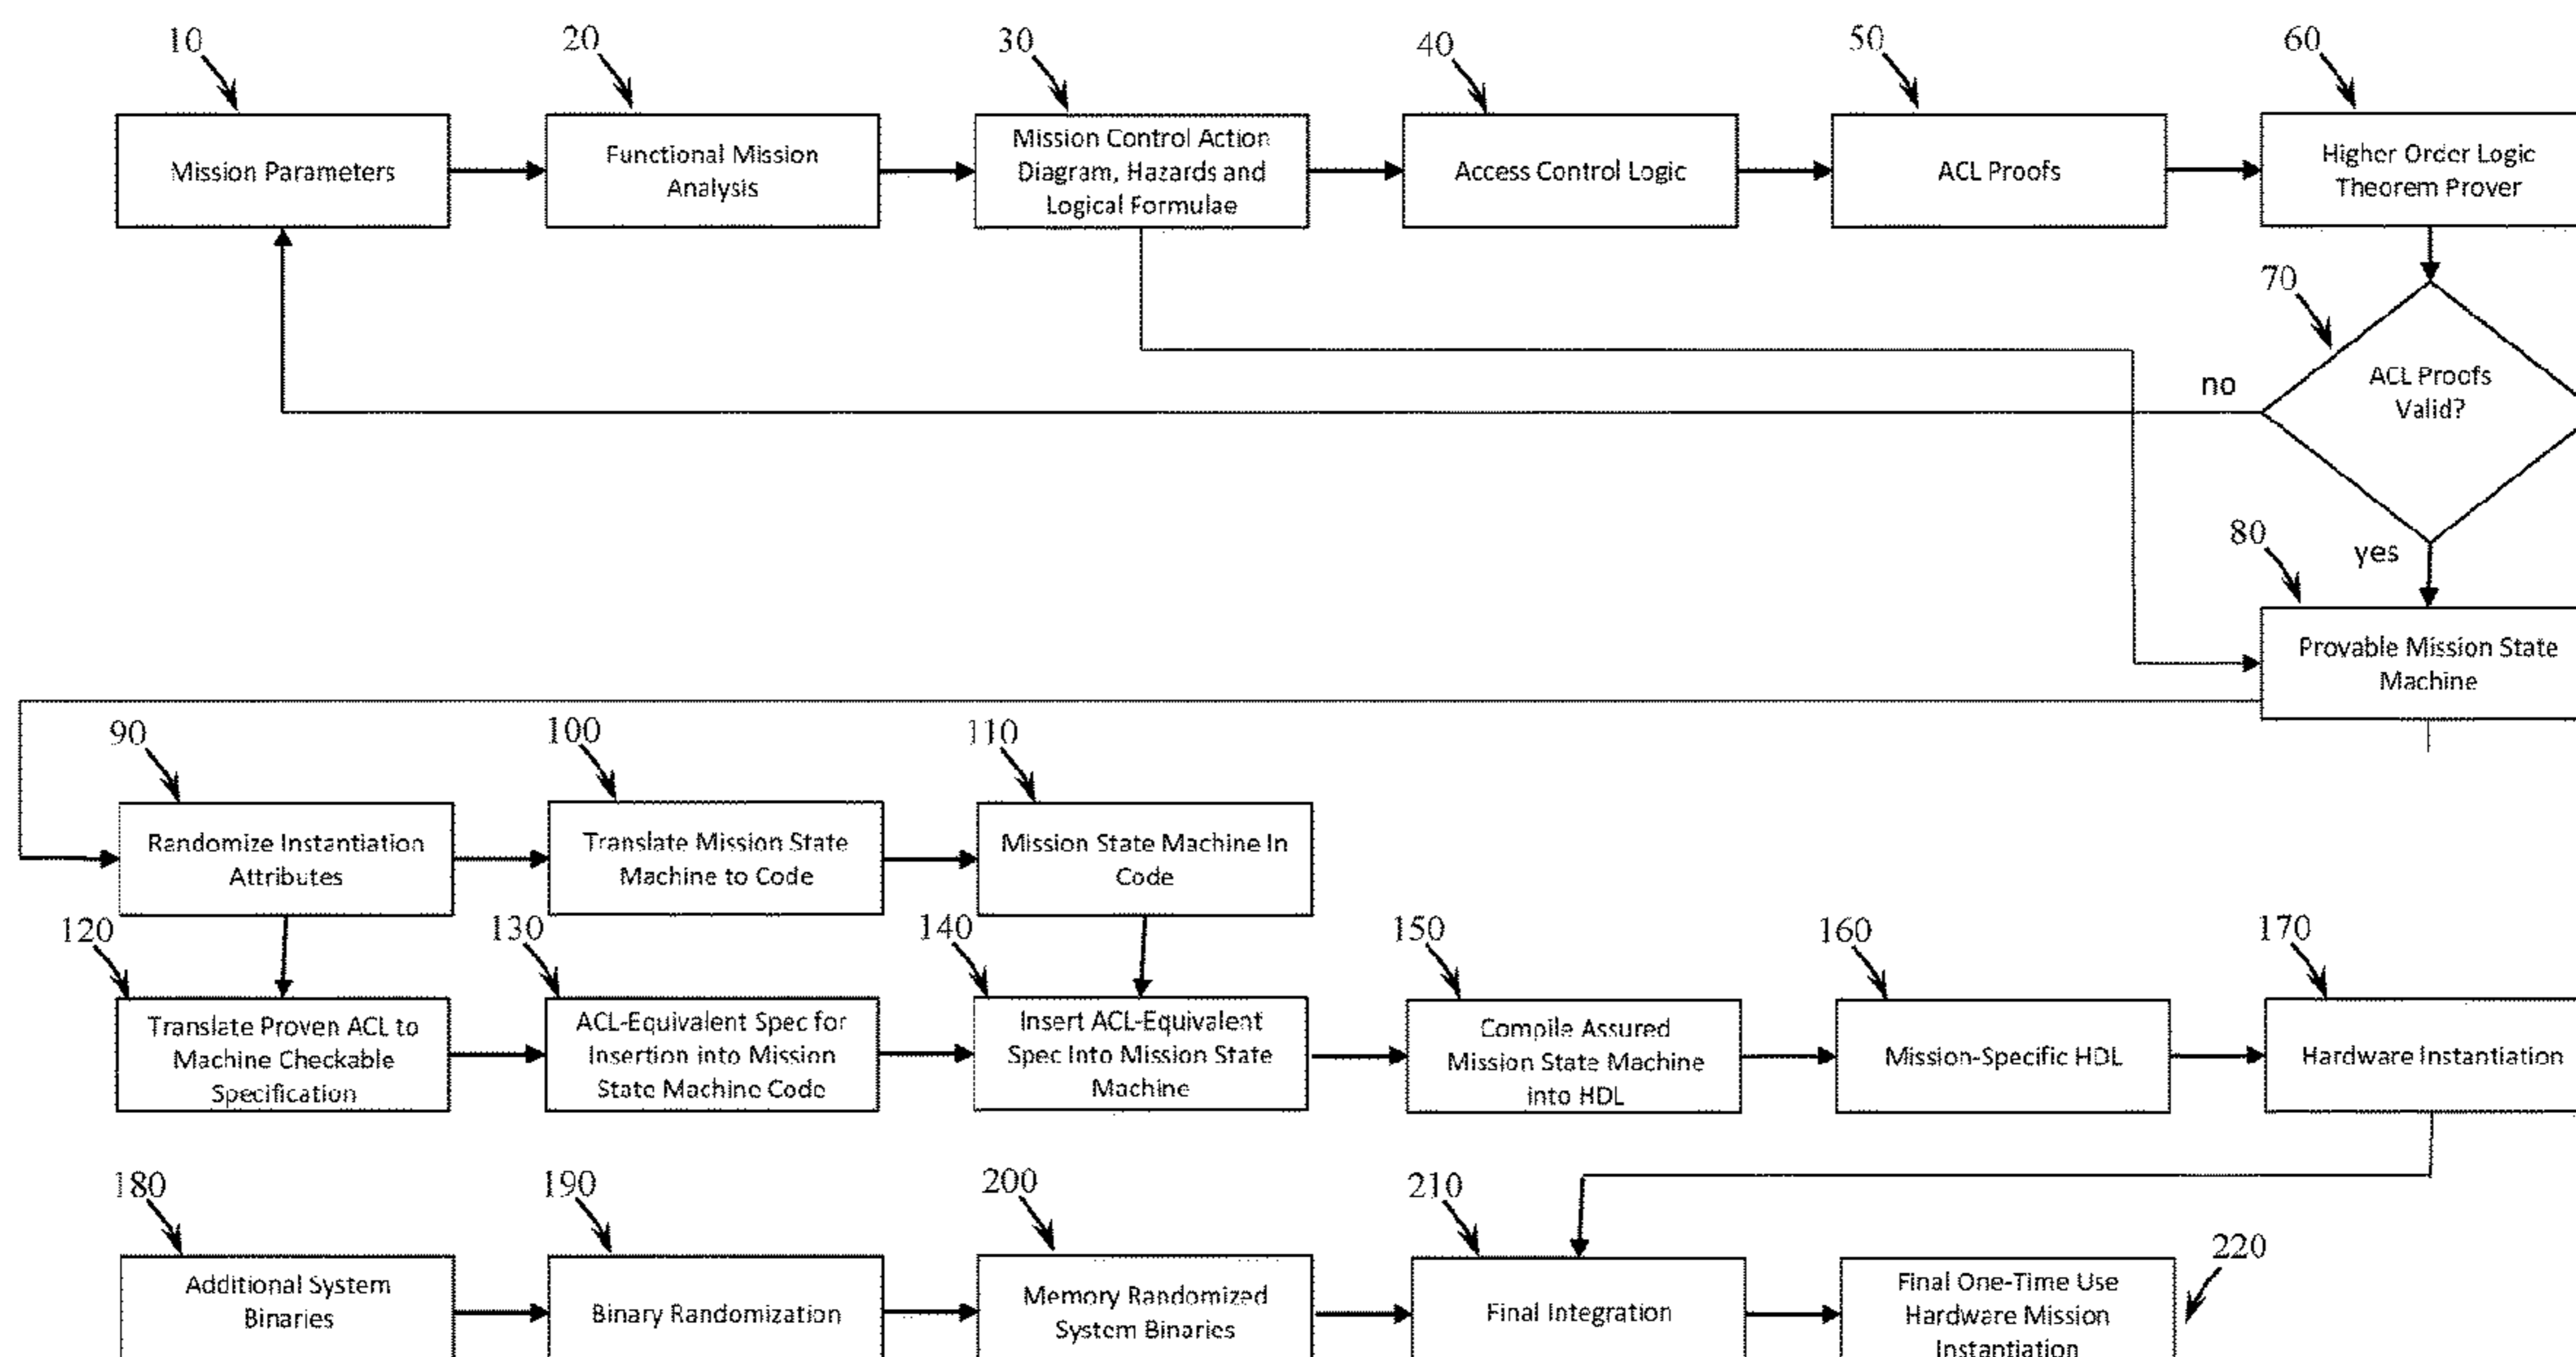 10
20
30
40
50
60
Mission Parameters
Functional Mission
Analysis
Mission Control Action
Diagram, Hazards and
Logical Formulae
Access Control Logic
ACL Proofs
Higher Order Logic
Theorem Prover
70
ACL Proofs
Valid?
no
yes
80
Provable Mission State
Machine
90
100
110
Randomize Instantiation
Attributes
Translate Mission State
Machine to Code
Mission State Machine In
Code
120
130
140
150
160
170
Translate Proven ACL to
Machine Checkable
Specification
ACL-Equivalent Spec for
Insertion into Mission
State Machine Code
Insert ACL-Equivalent
Spec Into Mission State
Machine
Compile Assured
Mission State Machine
into HDL
Mission-Specific HDL
Hardware Instantiation
180
190
200
210
220
Additional System
Binaries
Binary Randomization
Memory Randomized
System Binaries
Final Integration
Final One-Time Use
Hardware Mission
Instantiation